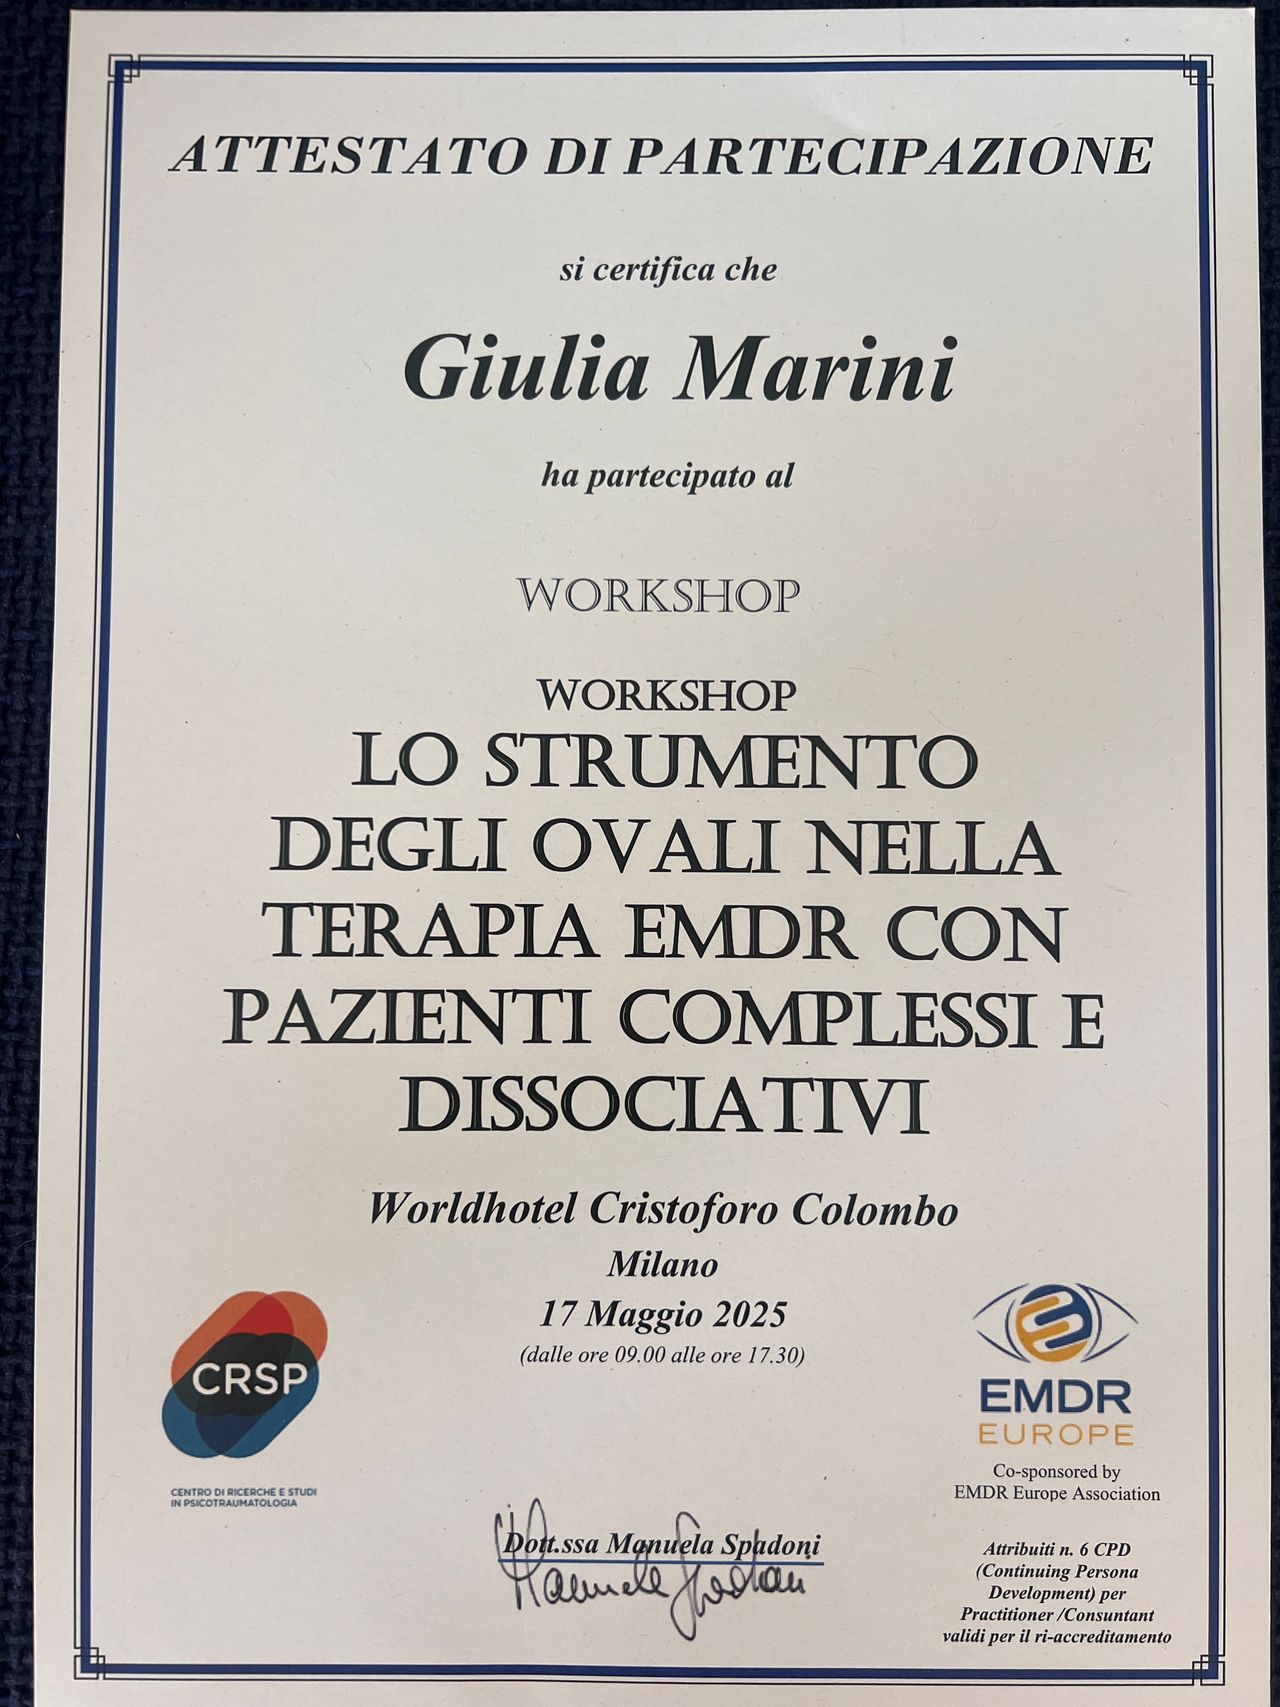 ATTESTATO DI PARTECIPAZIONE
si certifica che
Giulia Marini
ha partecipato al
WORKSHOP
WORKSHOP
LO STRUMENTO
DEGLI OVALI NELLA
TERAPIA EMDR CON
PAZIENTI COMPLESSI E
DISSOCIATIVI
Worldhotel Cristoforo Colombo
Milano
17 Maggio 2025
(dalle ore 09.00 alle ore 17.30)
CRSP
CENTRO DI RICERCHE E STUDI
IN PSICOTRAUMATOLOGIA
EMDR
EUROPE
Co-sponsored by
EMDR Europe Association
Dott.ssa Manuela Spadoni
Manuela Spadoni
Attribuiti n. 6 CPD
(Continuing Persona
Development) per
Practitioner /Consuntant
validi per il ri-accreditamento